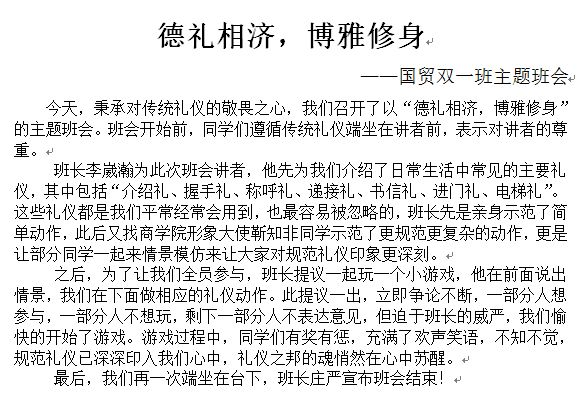 德礼相济，博雅修身
——国贸双一班主题班会
今天，秉承对传统礼仪的敬畏之心，我们召开了以“德礼相济，博雅修身”
的主题班会。班会开始前，同学们遵循传统礼仪端坐在讲者前，表示对讲者的尊
重。
班长李崴瀚为此次班会讲者，他先为我们介绍了日常生活中常见的主要礼
仪，其中包括“介绍礼、握手礼、称呼礼、递接礼、书信礼、进门礼、电梯礼”。
这些礼仪都是我们平常经常会用到，也最容易被忽略的，班长先是亲身示范了简
单动作，此后又找商学院形象大使靳知非同学示范了更规范更复杂的动作，更是
让部分同学一起来情景模仿来让大家对规范礼仪印象更深刻。
之后，为了让我们全员参与，班长提议一起玩一个小游戏，他在前面说出
情景，我们在下面做相应的礼仪动作。此提议一出，立即争论不断，一部分人想
参与，一部分人不想玩，剩下一部分人不表达意见，但迫于班长的威严，我们愉
快的开始了游戏。游戏过程中，同学们有奖有惩，充满了欢声笑语，不知不觉，
规范礼仪已深深印入我们心中，礼仪之邦的魂悄然在心中苏醒。
最后，我们再一次端坐在台下，班长庄严宣布班会结束！